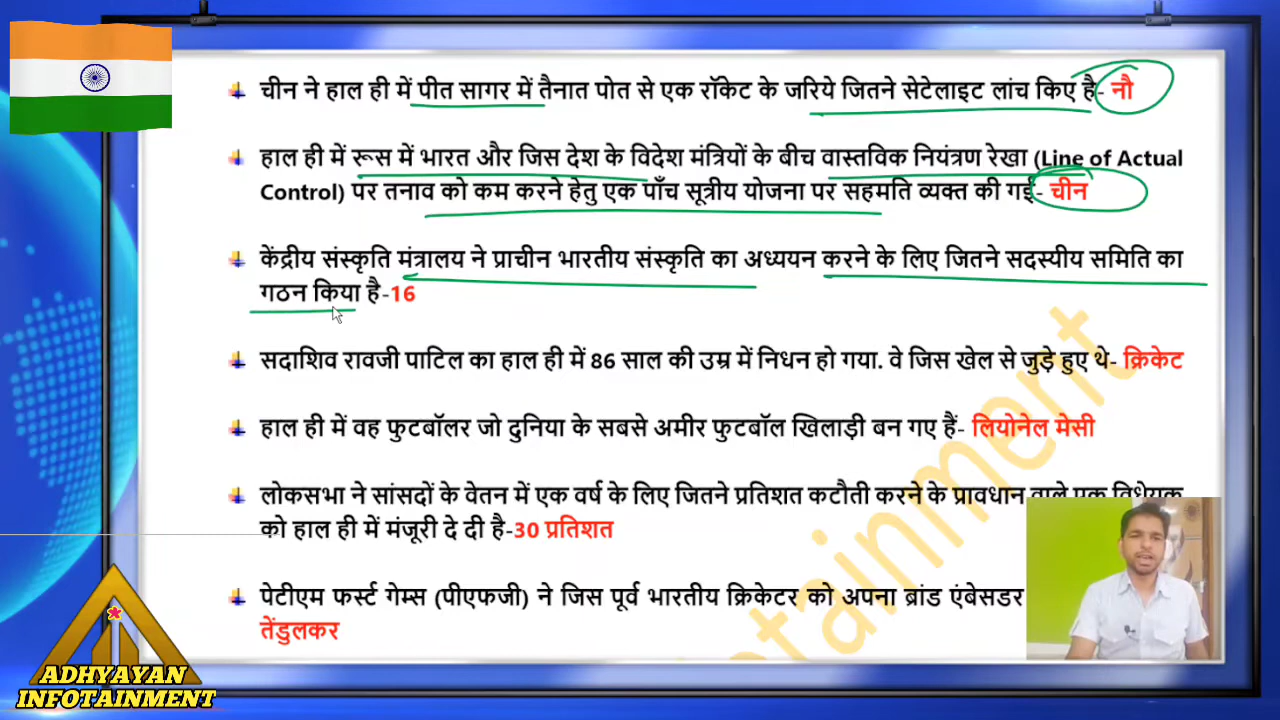 चीन ने हाल ही में पीत सागर में तैनात पोत से एक रॉकेट के जरिये जितने सेटेलाइट लांच किए है- नौ
हाल ही में रूस में भारत और जिस देश के विदेश मंत्रियों के बीच वास्तविक नियंत्रण रेखा (Line of Actual
Control) पर तनाव को कम करने हेतु एक पाँच सूत्रीय योजना पर सहमति व्यक्त की गई- चीन
केंद्रीय संस्कृति मंत्रालय ने प्राचीन भारतीय संस्कृति का अध्ययन करने के लिए जितने सदस्यीय समिति का
गठन किया है-16
सदाशिव रावजी पाटिल का हाल ही में 86 साल की उम्र में निधन हो गया. वे जिस खेल से जुड़े हुए थे- क्रिकेट
हाल ही में वह फुटबॉलर जो दुनिया के सबसे अमीर फुटबॉल खिलाड़ी बन गए हैं- लियोनेल मेसी
लोकसभा ने सांसदों के वेतन में एक वर्ष के लिए जितने प्रतिशत कटौती करने के प्रावधान वाले एक विधेयक
को हाल ही में मंजूरी दे दी है-30 प्रतिशत
पेटीएम फर्स्ट गेम्स (पीएफजी) ने जिस पूर्व भारतीय क्रिकेटर को अपना ब्रांड एंबेसडर
तेंडुलकर
tainment
ADHYAYAN
INFOTAINMENT